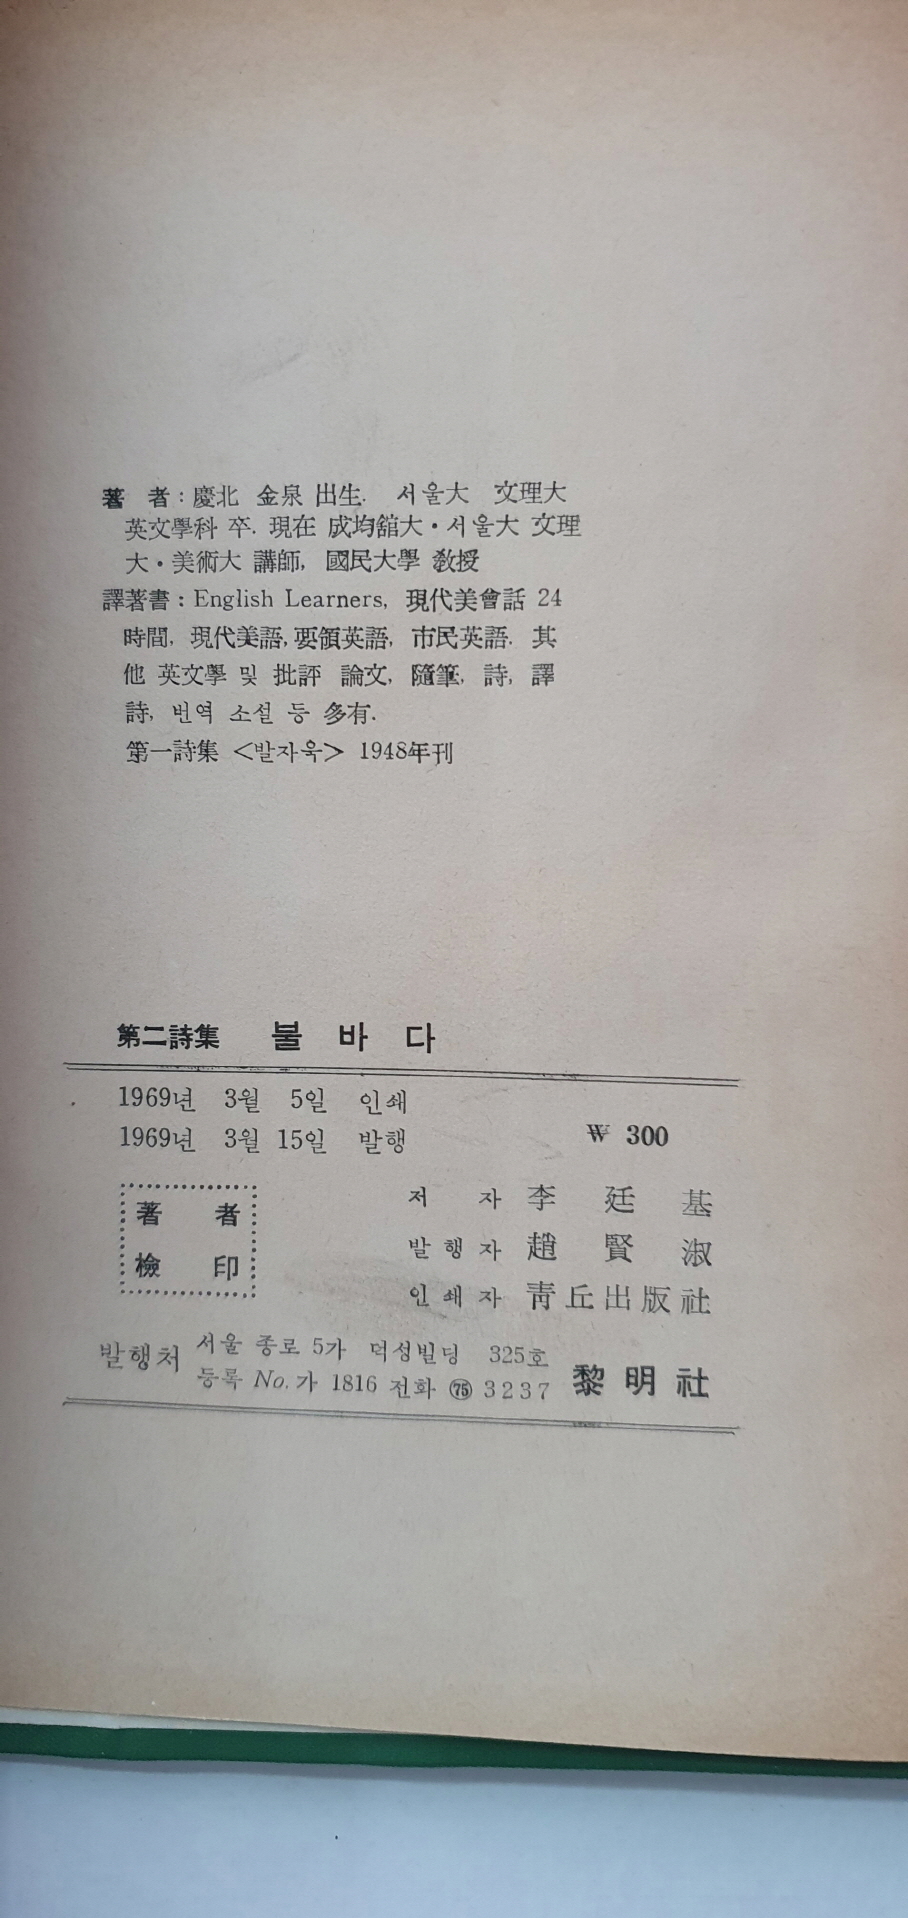 著 者 : 慶北 金泉 出生. 서울大 文理大
英文學科 卒. 現在 成均館大・서울大 文理
大・美術大 講師, 國民大學 敎授
譯著書 : English Learners, 現代美會話 24
時間, 現代美語, 要領英語, 市民英語. 其
他 英文學 및 批評 論文, 隨筆, 詩, 譯
詩, 번역 소설 등 多有.
第一詩集 <발자욱> 1948年刊
第二詩集 불 바 다
1969년 3월 5일 인쇄
1969년 3월 15일 발행 ₩ 300
著 者
檢 印
저 자 李 廷 基
발 행 자 趙 賢 淑
인 쇄 자 靑 丘 出 版 社
발행처 서울 종로 5가 덕성빌딩 325호
등록 No. 가 1816 전화 ㊆5 3237
黎 明 社